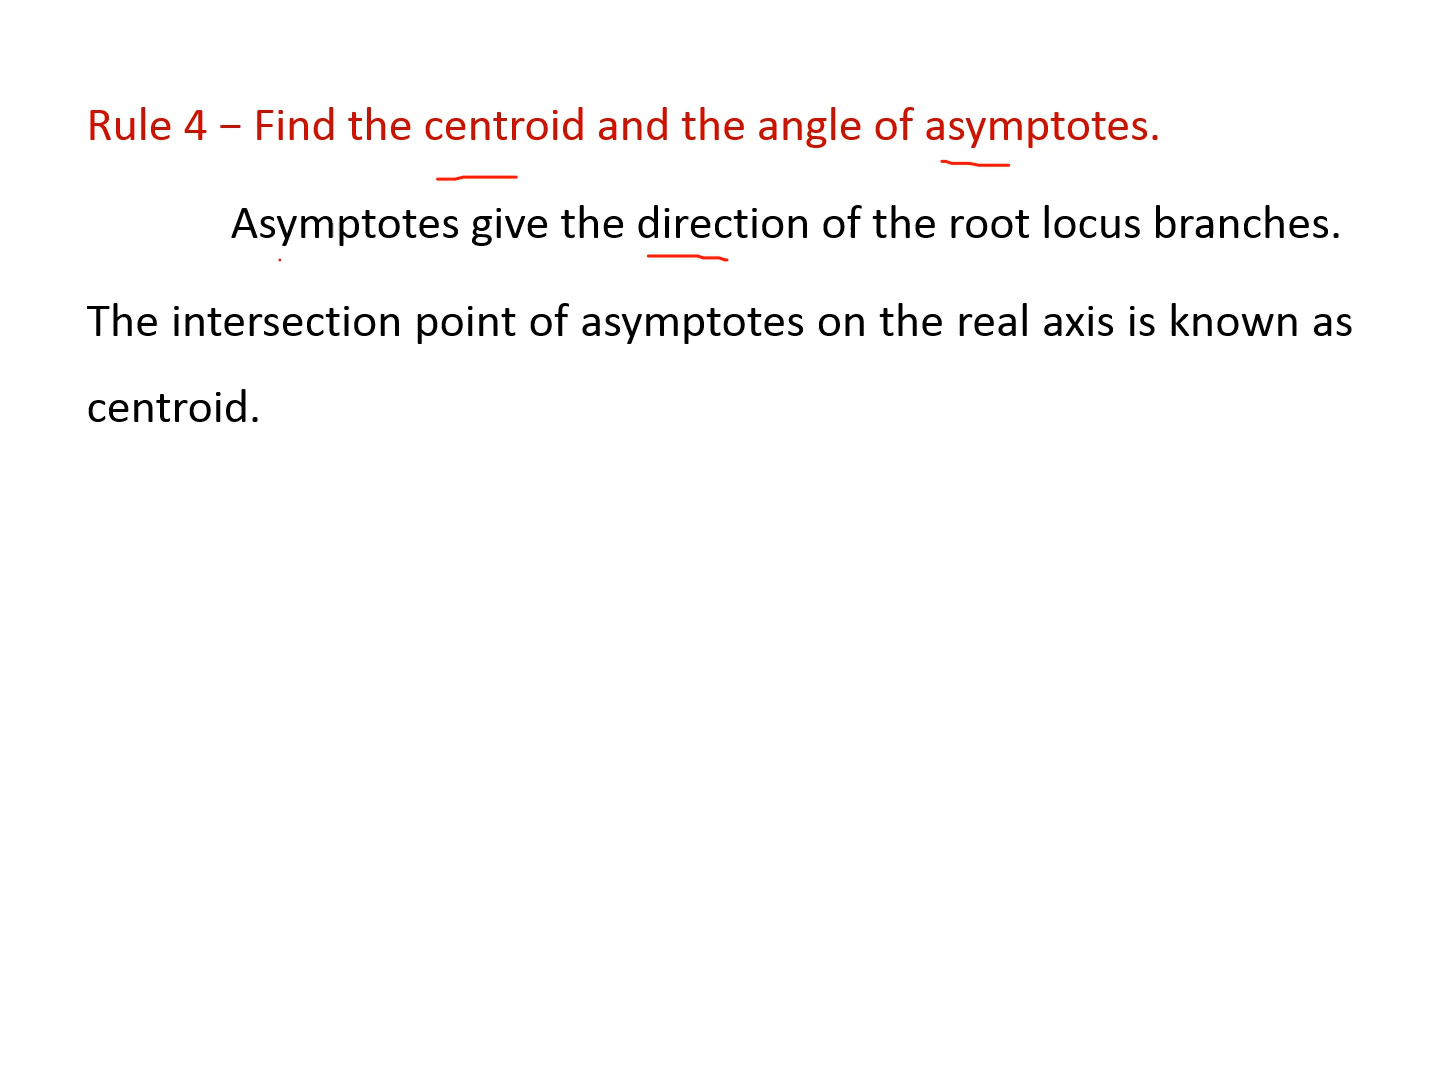 Rule 4 − Find the centroid and the angle of asymptotes.
Asymptotes give the direction of the root locus branches.
The intersection point of asymptotes on the real axis is known as
centroid.